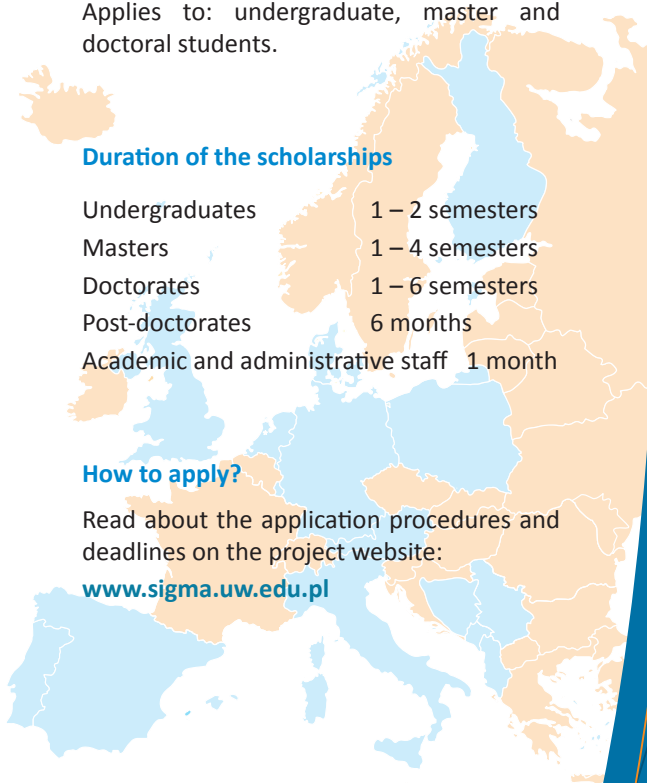 Applies to: undergraduate, master and
doctoral students.
Duration of the scholarships
Undergraduates 1 – 2 semesters
Masters 1 – 4 semesters
Doctorates 1 – 6 semesters
Post-doctorates 6 months
Academic and administrative staff 1 month
How to apply?
Read about the application procedures and
deadlines on the project website:
www.sigma.uw.edu.pl